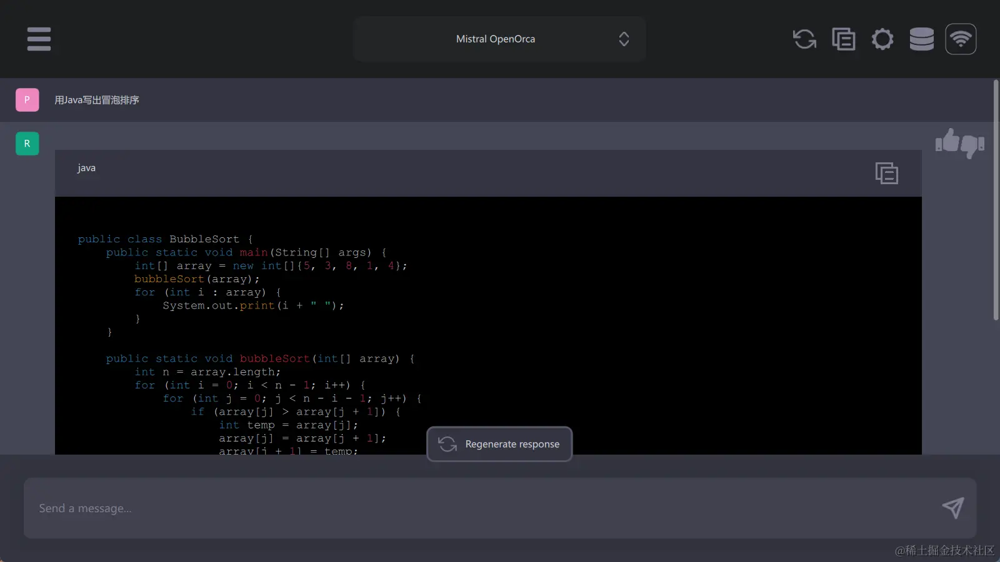 Mistral OpenOrca
P
用Java写出冒泡排序
R
java
public class BubbleSort {
    public static void main(String[] args) {
        int[] array = new int[]{5, 3, 8, 1, 4};
        bubbleSort(array);
        for (int i : array) {
            System.out.print(i + " ");
        }
    }
    public static void bubbleSort(int[] array) {
        int n = array.length;
        for (int i = 0; i < n - 1; i++) {
            for (int j = 0; j < n - i - 1; j++) {
                if (array[j] > array[j + 1]) {
                    int temp = array[j];
                    array[j] = array[j + 1];
                    array[j + 1] = temp;
Regenerate response
Send a message...
@稀土掘金技术社区